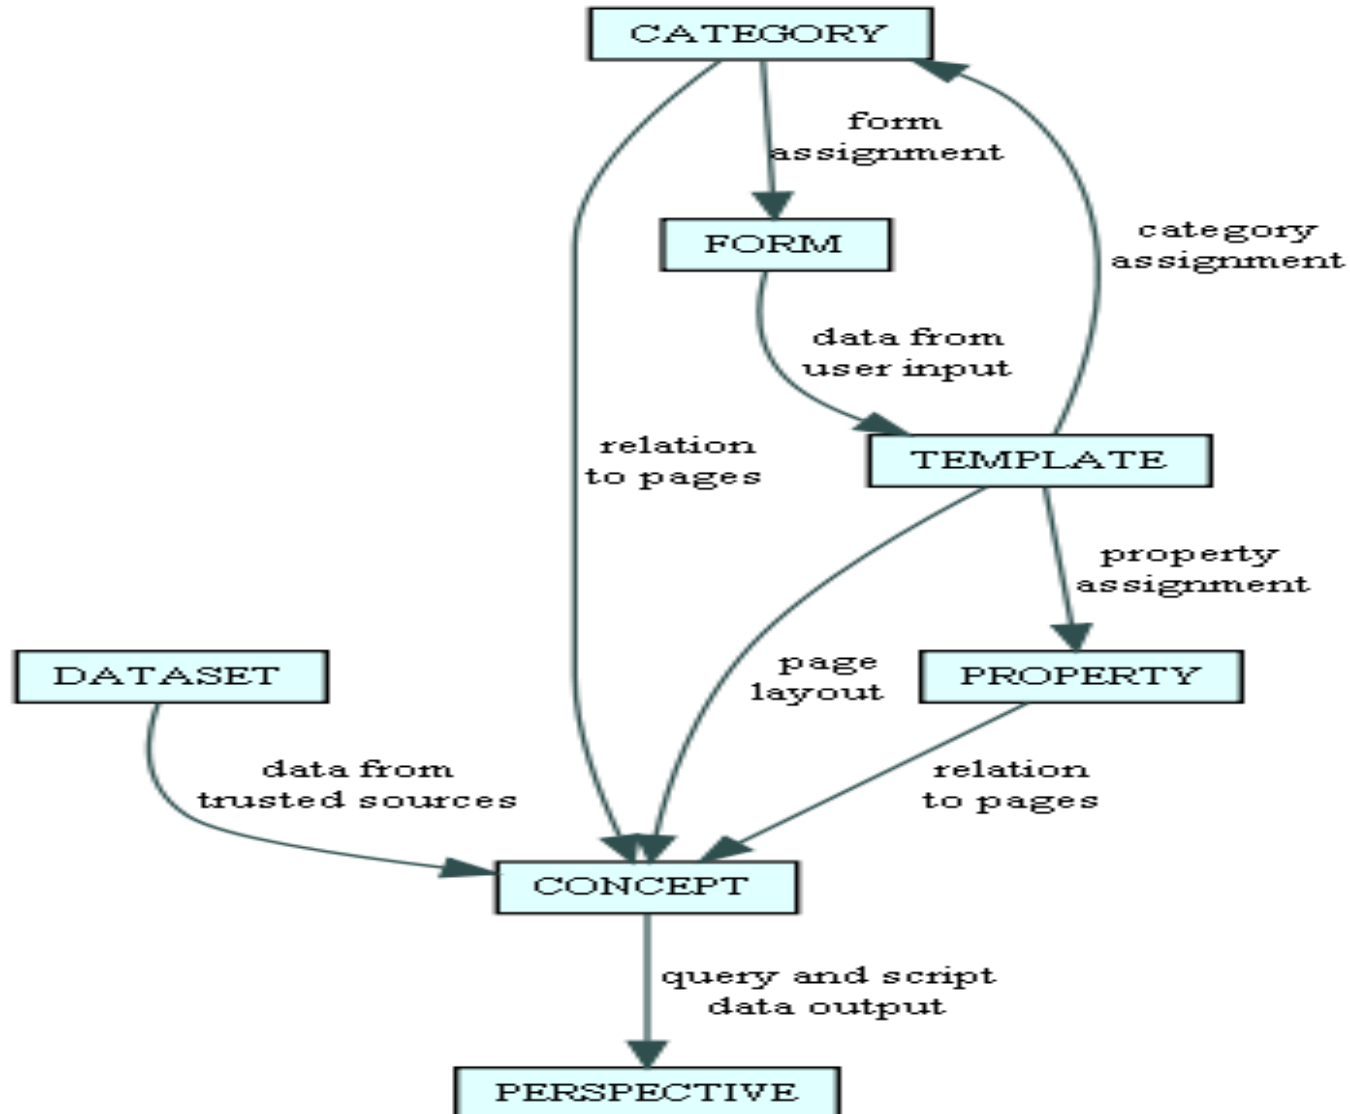 CATEGORY
form
assignment
FORM
category
assignment
data from
user input
relation
to pages
TEMPLATE
property
assignment
DATASET
page
layout
PROPERTY
data from
trusted sources
relation
to pages
CONCEPT
query and script
data output
PERSPECTIVE